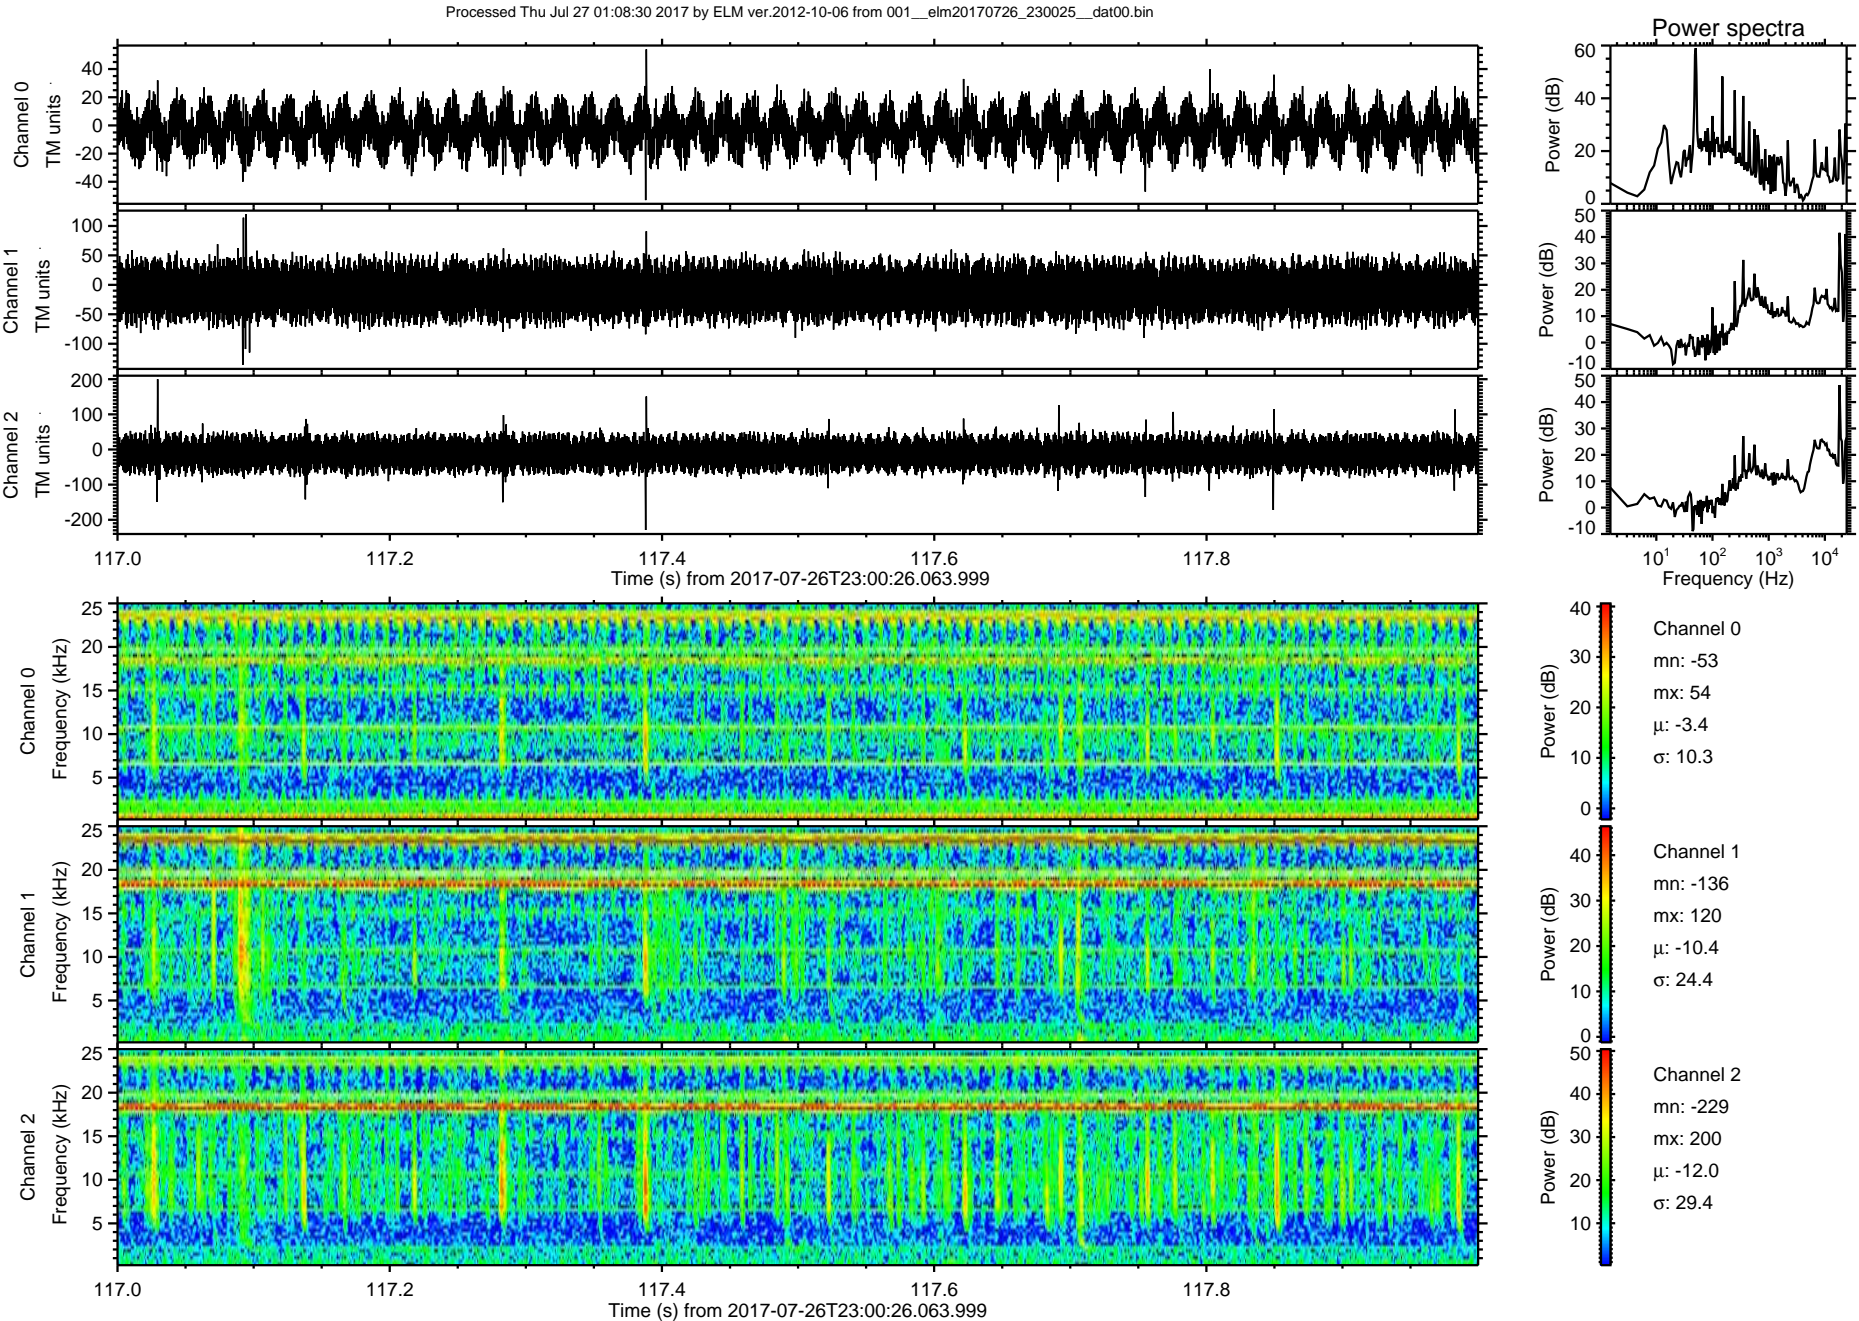 Processed Thu Jul 27 01:08:30 2017 by ELM ver.2012-10-06 from 001__elm20170726_230025__dat00.bin
Power spectra
Channel 0
TM units
40
20
0
-20
-40
Power (dB)
60
40
20
0
Channel 1
TM units
100
50
0
-50
-100
Power (dB)
50
40
30
20
10
0
-10
Channel 2
TM units
200
100
0
-100
-200
Power (dB)
50
40
30
20
10
0
-10
117.0 117.2 117.4 117.6 117.8
Time (s) from 2017-07-26T23:00:26.063.999
10^1 10^2 10^3 10^4
Frequency (Hz)
Channel 0
Frequency (kHz)
25
20
15
10
5
Power (dB)
40
30
20
10
0
Channel 0
mn: -53
mx: 54
μ: -3.4
σ: 10.3
Channel 1
Frequency (kHz)
25
20
15
10
5
Power (dB)
40
30
20
10
0
Channel 1
mn: -136
mx: 120
μ: -10.4
σ: 24.4
Channel 2
Frequency (kHz)
25
20
15
10
5
Power (dB)
50
40
30
20
10
Channel 2
mn: -229
mx: 200
μ: -12.0
σ: 29.4
117.0 117.2 117.4 117.6 117.8
Time (s) from 2017-07-26T23:00:26.063.999